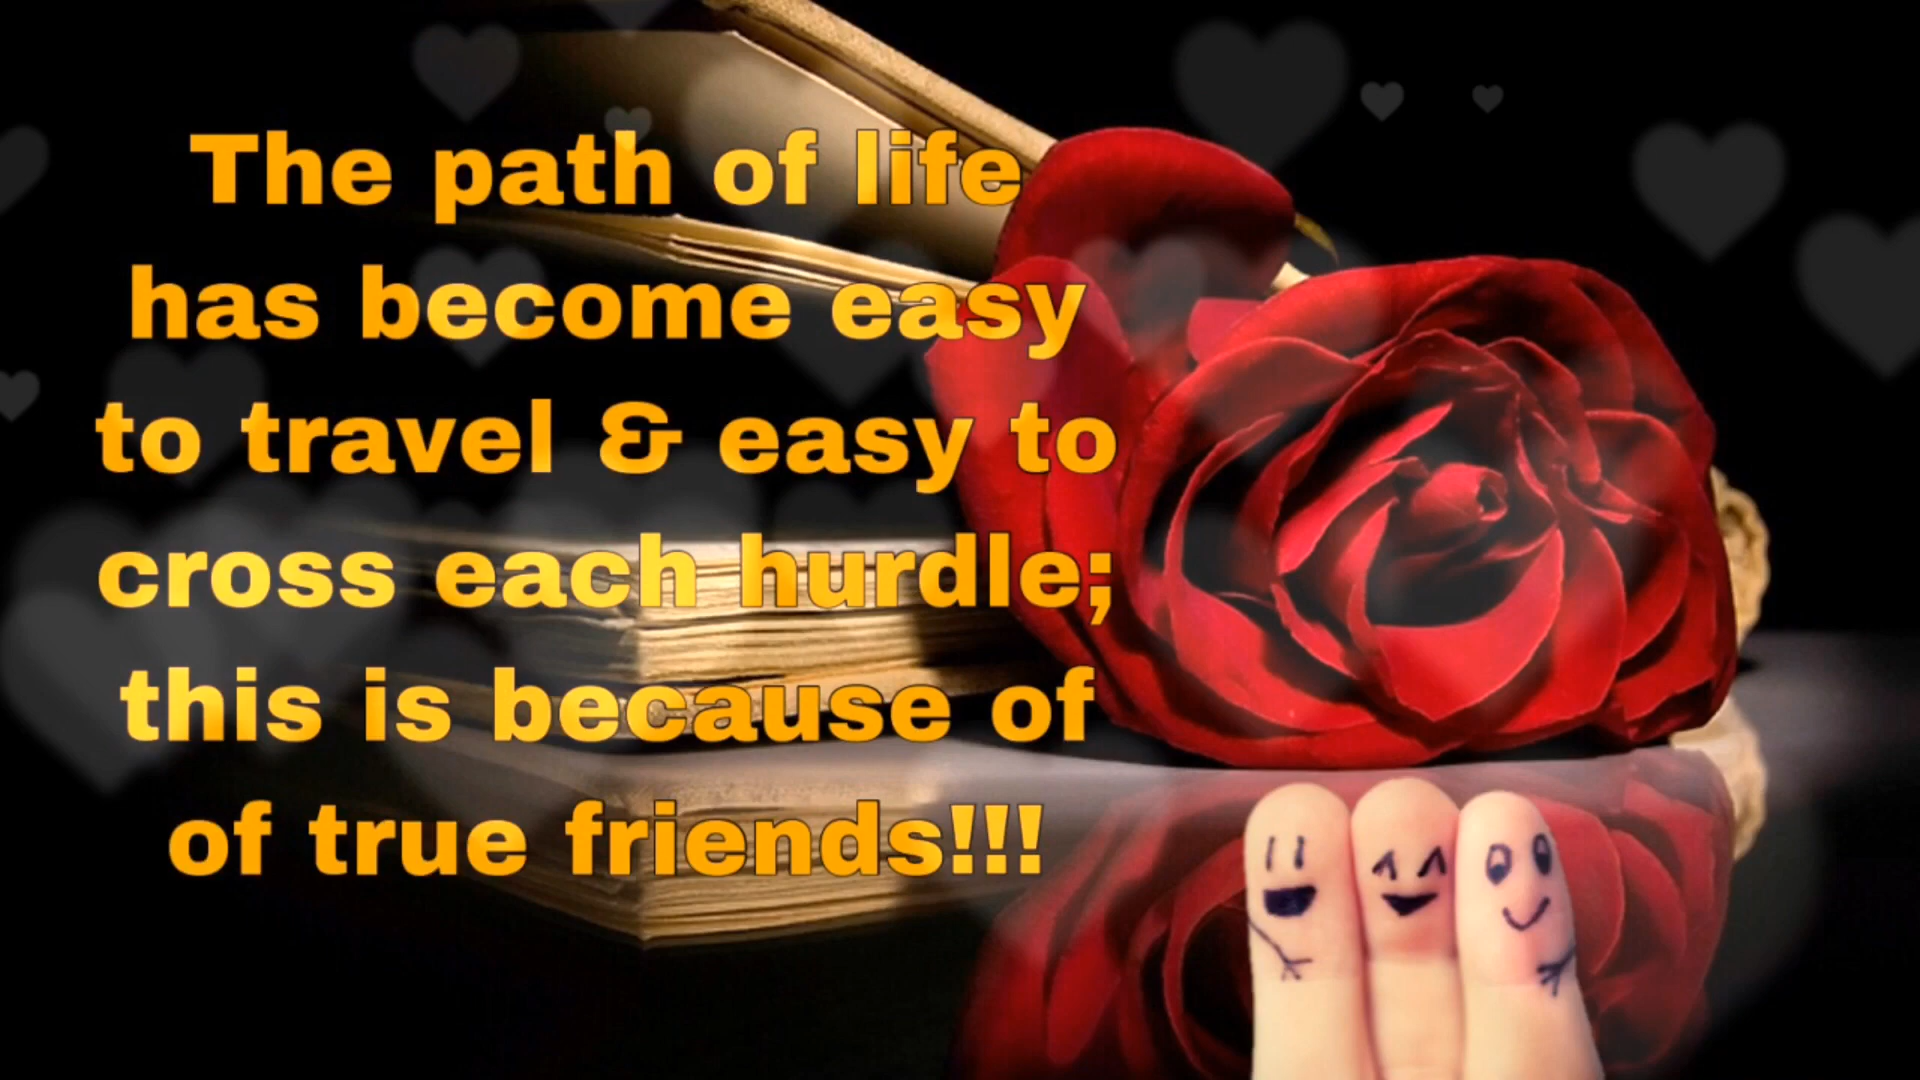 The path of life
has become easy
to travel & easy to
cross each hurdle;
this is because of
of true friends!!!